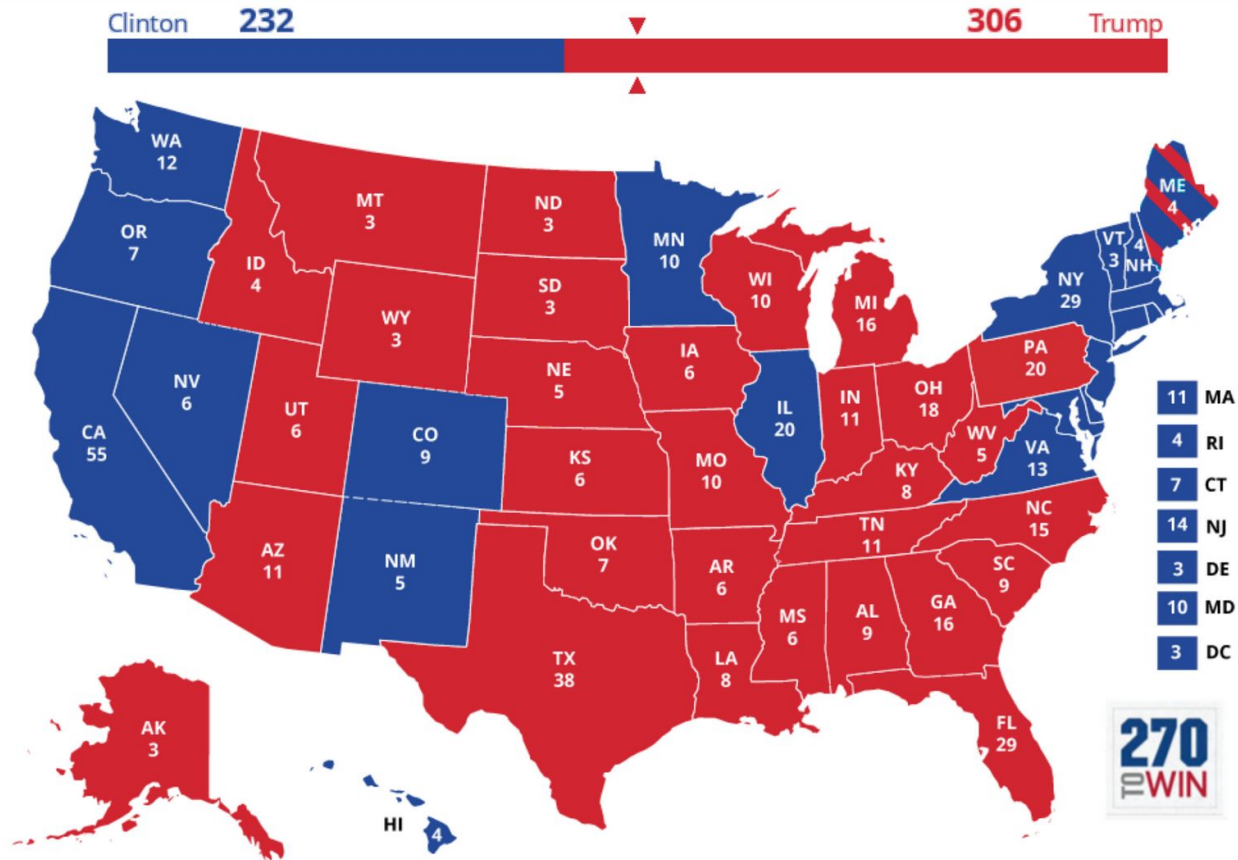 Clinton 232 306 Trump
WA
12
OR
7
CA
55
NV
6
ID
4
MT
3
WY
3
UT
6
AZ
11
CO
9
NM
5
ND
3
SD
3
NE
5
KS
6
OK
7
TX
38
MN
10
IA
6
MO
10
AR
6
LA
8
WI
10
IL
20
MI
16
IN
11
OH
18
KY
8
TN
11
MS
6
AL
9
GA
16
FL
29
SC
9
NC
15
VA
13
WV
5
PA
20
NY
29
VT
3
4
NH
ME
4
11 MA
4 RI
7 CT
14 NJ
3 DE
10 MD
3 DC
AK
3
HI 4
270
TO WIN